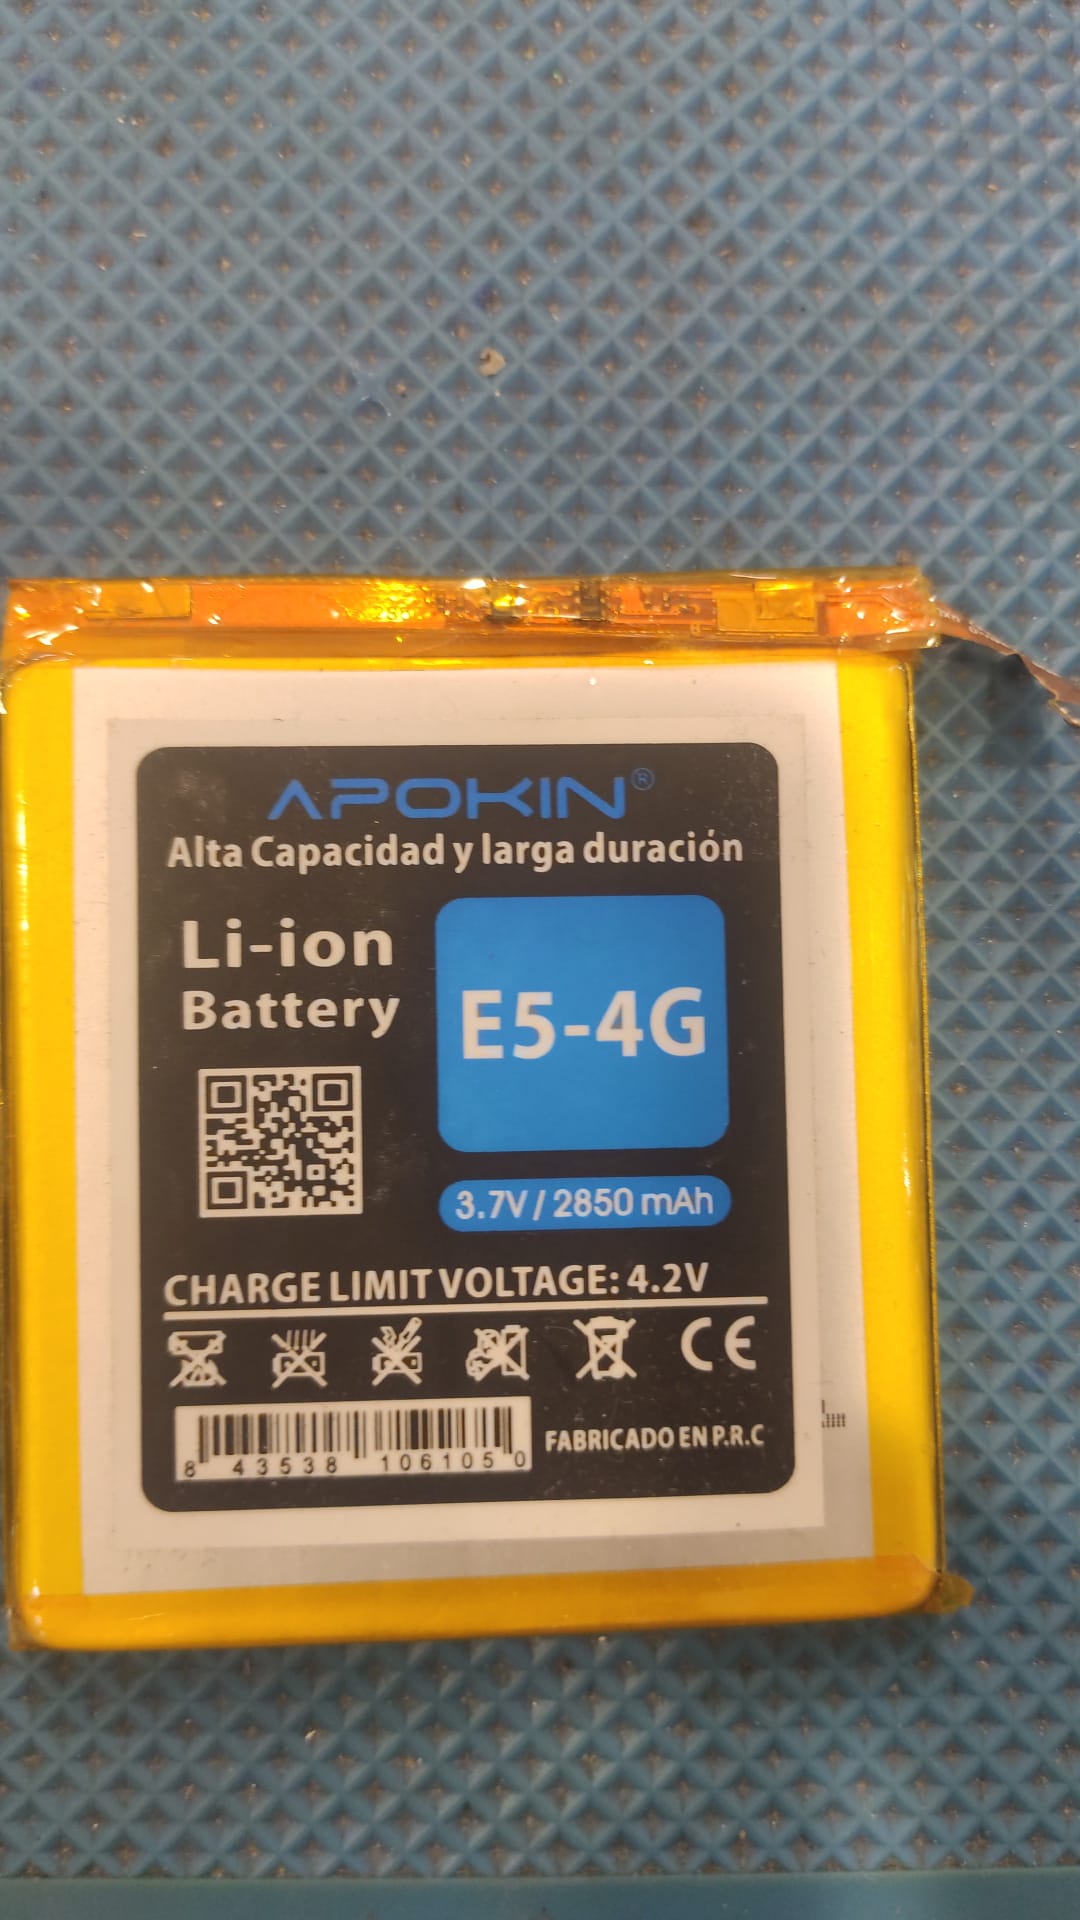 APOKIN®
Alta Capacidad y larga duración
Li-ion
Battery
E5-4G
3.7V / 2850 mAh
CHARGE LIMIT VOLTAGE: 4.2V
CE
8 43538 106105 0
FABRICADO EN P.R.C